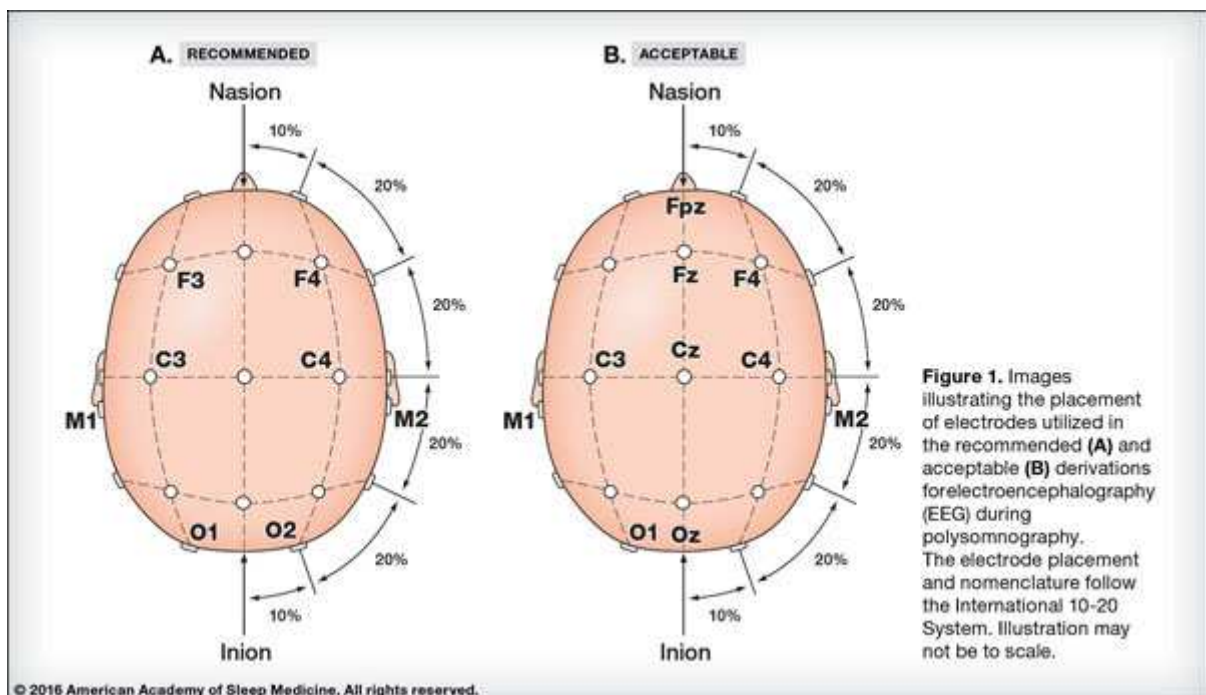 A. RECOMMENDED
Nasion
10%
20%
F3
F4
20%
C3
C4
M1
M2
20%
O1
O2
20%
10%
Inion
B. ACCEPTABLE
Nasion
10%
20%
Fpz
Fz
F4
20%
C3
Cz
C4
M1
M2
20%
O1
Oz
20%
10%
Inion
Figure 1. Images
illustrating the placement
of electrodes utilized in
the recommended (A) and
acceptable (B) derivations
forelectroencephalography
(EEG) during
polysomnography.
The electrode placement
and nomenclature follow
the International 10-20
System. Illustration may
not be to scale.
© 2016 American Academy of Sleep Medicine. All rights reserved.